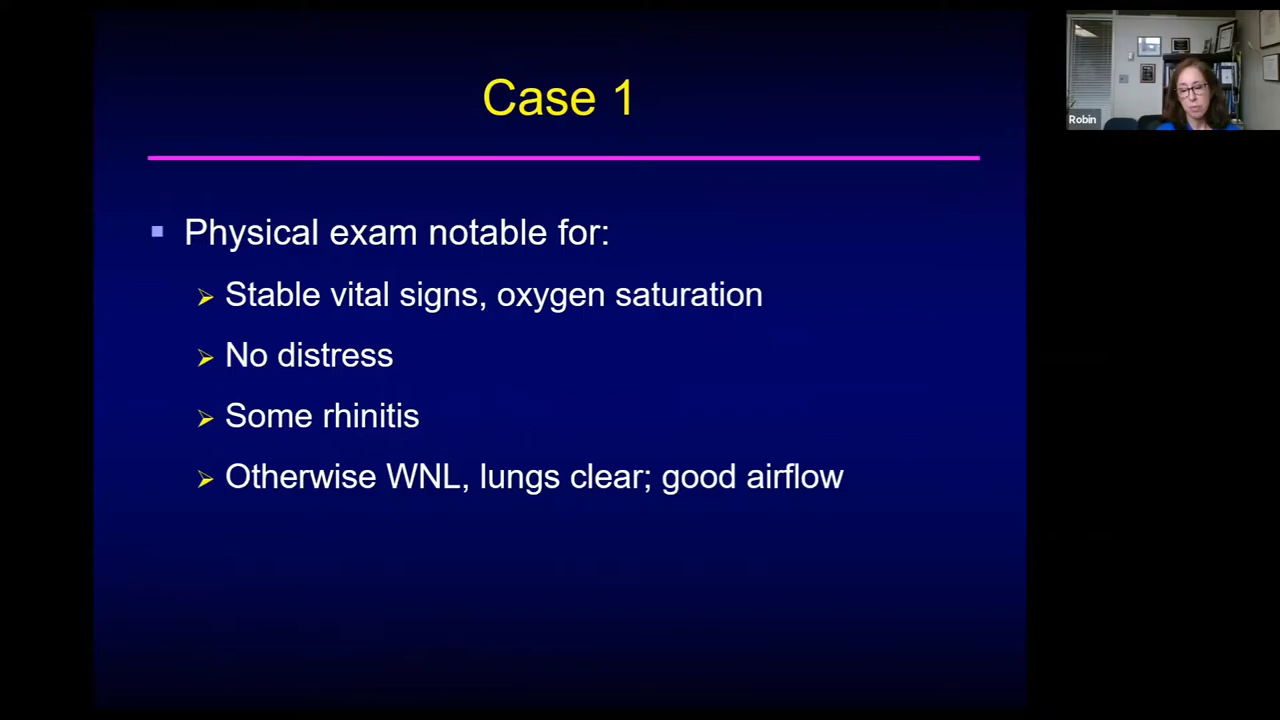 Case 1
Robin
Physical exam notable for:
Stable vital signs, oxygen saturation
No distress
Some rhinitis
Otherwise WNL, lungs clear; good airflow